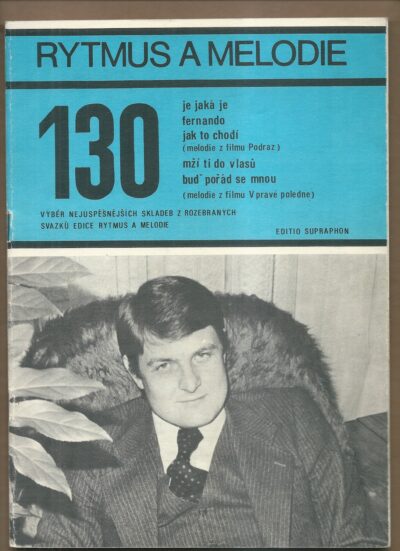 RYTMUS A MELODIE
130
je jaká je
fernando
jak to chodí
(melodie z filmu Podraz)
mží ti do vlasů
buď pořád se mnou
(melodie z filmu V pravé poledne)
VÝBĚR NEJUSPĚŠNĚJŠÍCH SKLADEB Z ROZEBRANÝCH
SVAZKŮ EDICE RYTMUS A MELODIE
EDITIO SUPRAPHON